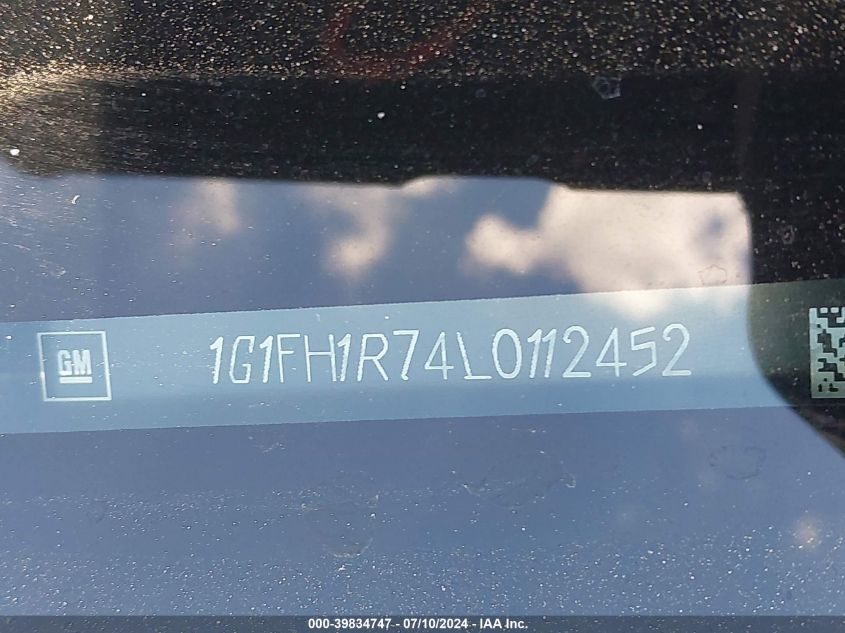 GM
1G1FH1R74L0112452
000-39834747 - 07/10/2024 - IAA Inc.